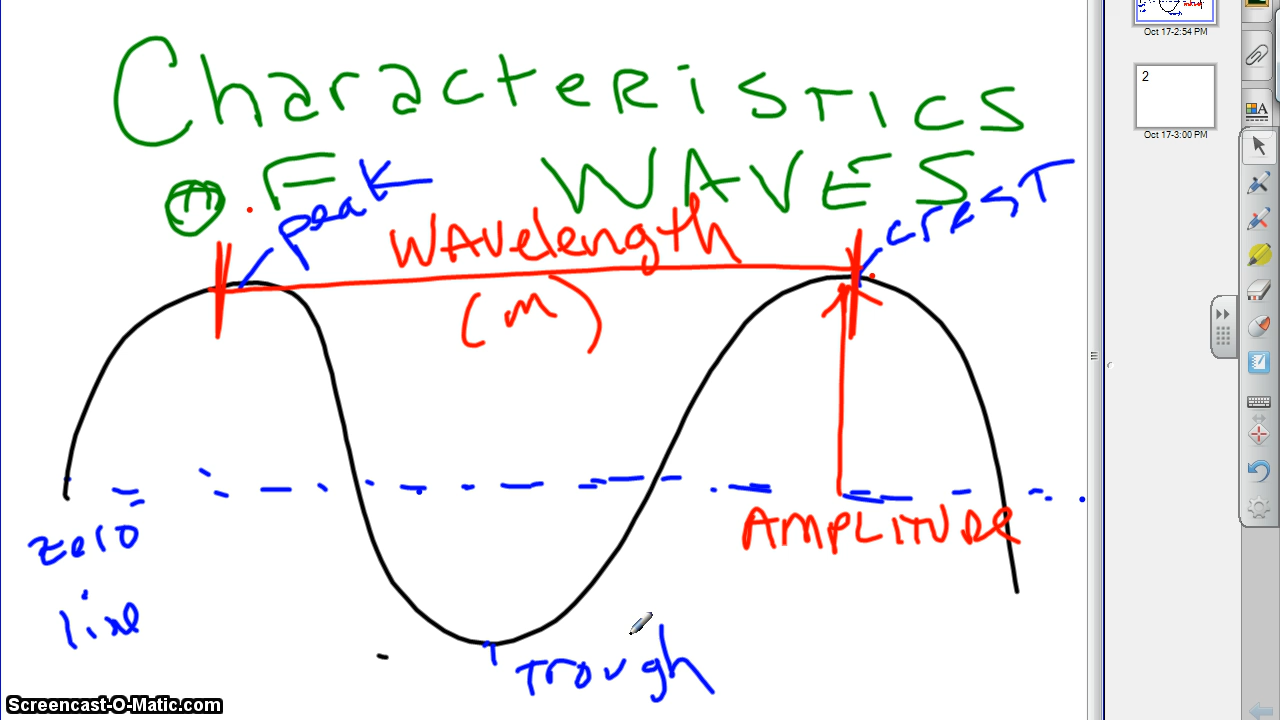 Characteristics
OF WAVES
peak
crest
wavelength
(m)
zero
line
AMPLITUDE
Trough
Oct 17-2:54 PM
2
Oct 17-3:00 PM
Screencast-O-Matic.com